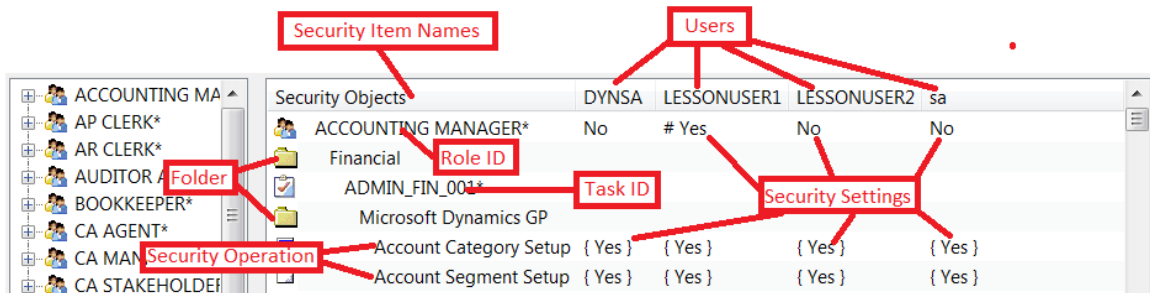 Security Item Names
Users
ACCOUNTING MA
AP CLERK*
AR CLERK*
AUDITOR A
BOOKKEEPER*
CA AGENT*
CA MAN
CA STAKEHOLDER
Folder
Security Operation
Security Objects DYNSA LESSONUSER1 LESSONUSER2 sa
ACCOUNTING MANAGER* No # Yes No No
Financial
Role ID
ADMIN_FIN_001*
Task ID
Security Settings
Microsoft Dynamics GP
Account Category Setup { Yes } { Yes } { Yes } { Yes }
Account Segment Setup { Yes } { Yes } { Yes } { Yes }